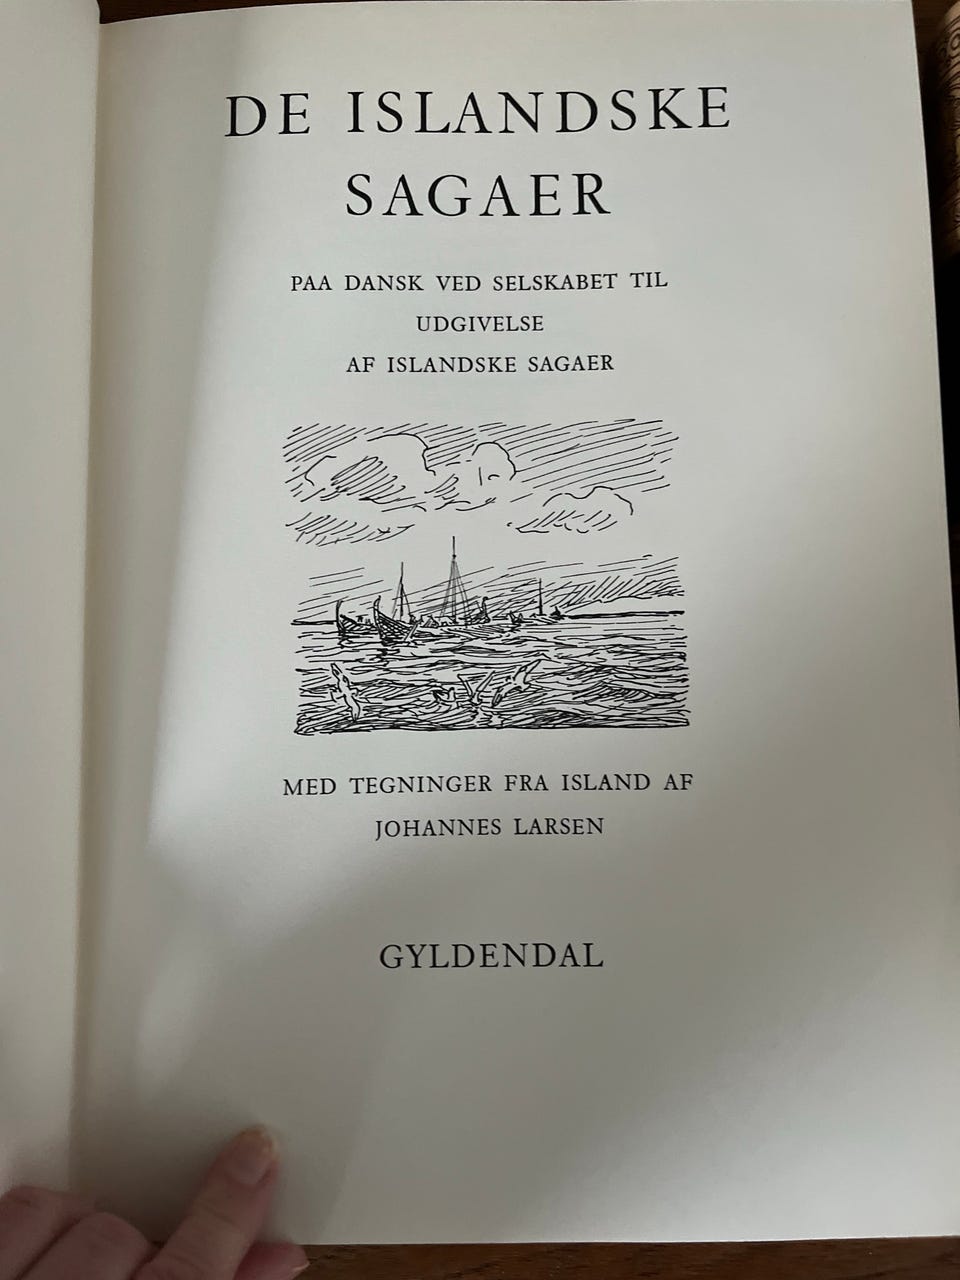 DE ISLANDSKE
SAGAER
PAA DANSK VED SELSKABET TIL
UDGIVELSE
AF ISLANDSKE SAGAER
MED TEGNINGER FRA ISLAND AF
JOHANNES LARSEN
GYLDENDAL